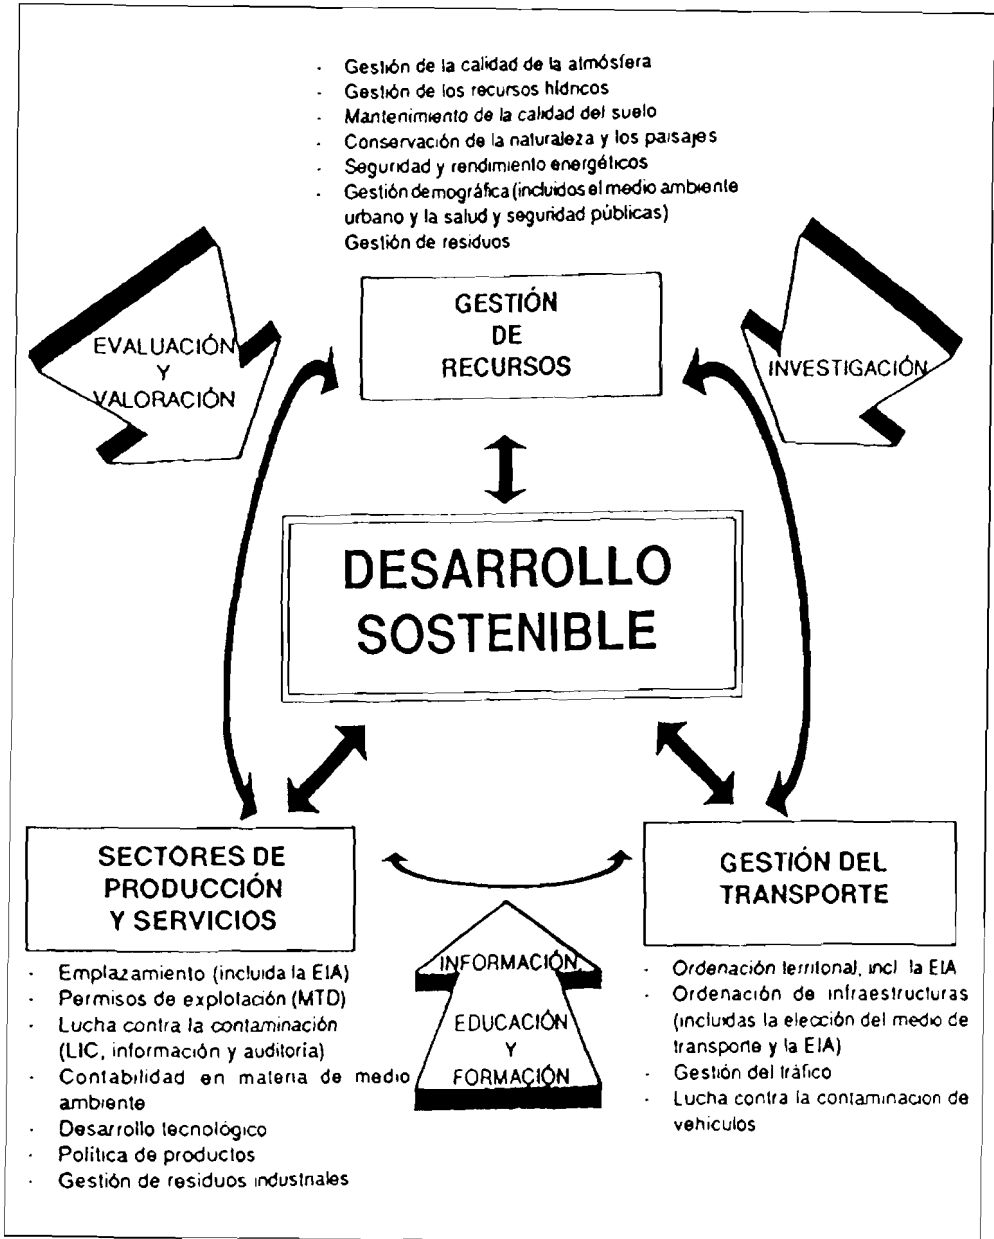 - Gestión de la calidad de la atmósfera
- Gestión de los recursos hídricos
- Mantenimiento de la calidad del suelo
- Conservación de la naturaleza y los paisajes
- Seguridad y rendimiento energéticos
- Gestión demográfica (incluidos el medio ambiente
urbano y la salud y seguridad públicas)
Gestión de residuos
EVALUACIÓN
Y
VALORACIÓN
GESTIÓN
DE
RECURSOS
INVESTIGACIÓN
DESARROLLO
SOSTENIBLE
SECTORES DE
PRODUCCIÓN
Y SERVICIOS
- Emplazamiento (incluida la EIA)
- Permisos de explotación (MTD)
- Lucha contra la contaminación
(LIC, información y auditoría)
- Contabilidad en materia de medio
ambiente
- Desarrollo tecnológico
- Política de productos
- Gestión de residuos industriales
INFORMACIÓN,
EDUCACIÓN
Y
FORMACIÓN
GESTIÓN DEL
TRANSPORTE
- Ordenación territorial, incl la EIA
- Ordenación de infraestructuras
(incluidas la elección del medio de
transporte y la EIA)
- Gestión del tráfico
- Lucha contra la contaminacion de
vehiculos